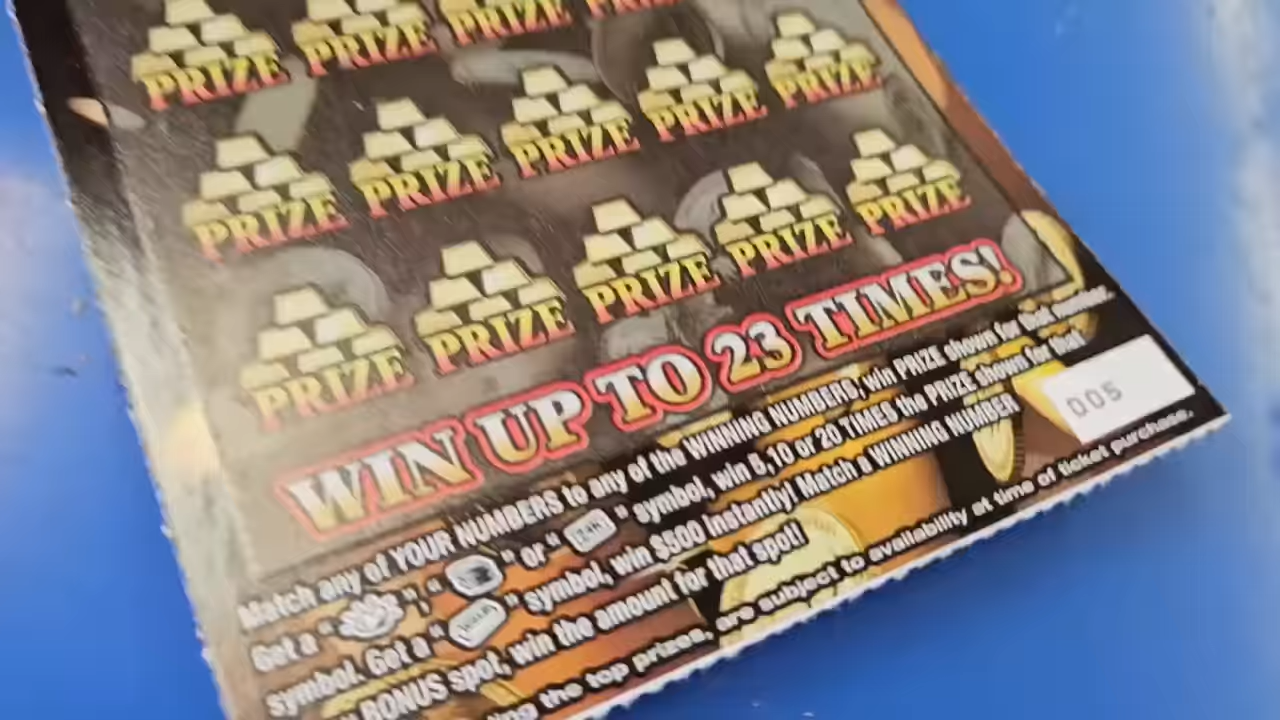 PRIZE PRIZE PRIZE PRIZE
PRIZE PRIZE PRIZE PRIZE PRIZE
PRIZE PRIZE PRIZE PRIZE PRIZE
WIN UP TO 23 TIMES!
Match any of YOUR NUMBERS to any of the WINNING NUMBERS, win PRIZE shown for that number.
Get a " ", " " or " " symbol, win 5,10 or 20 TIMES the PRIZE shown for that
symbol. Get a " " symbol, win $500 instantly! Match a WINNING NUMBER
BONUS spot, win the amount for that spot!
005
the top prizes, are subject to availability at time of ticket purchase.